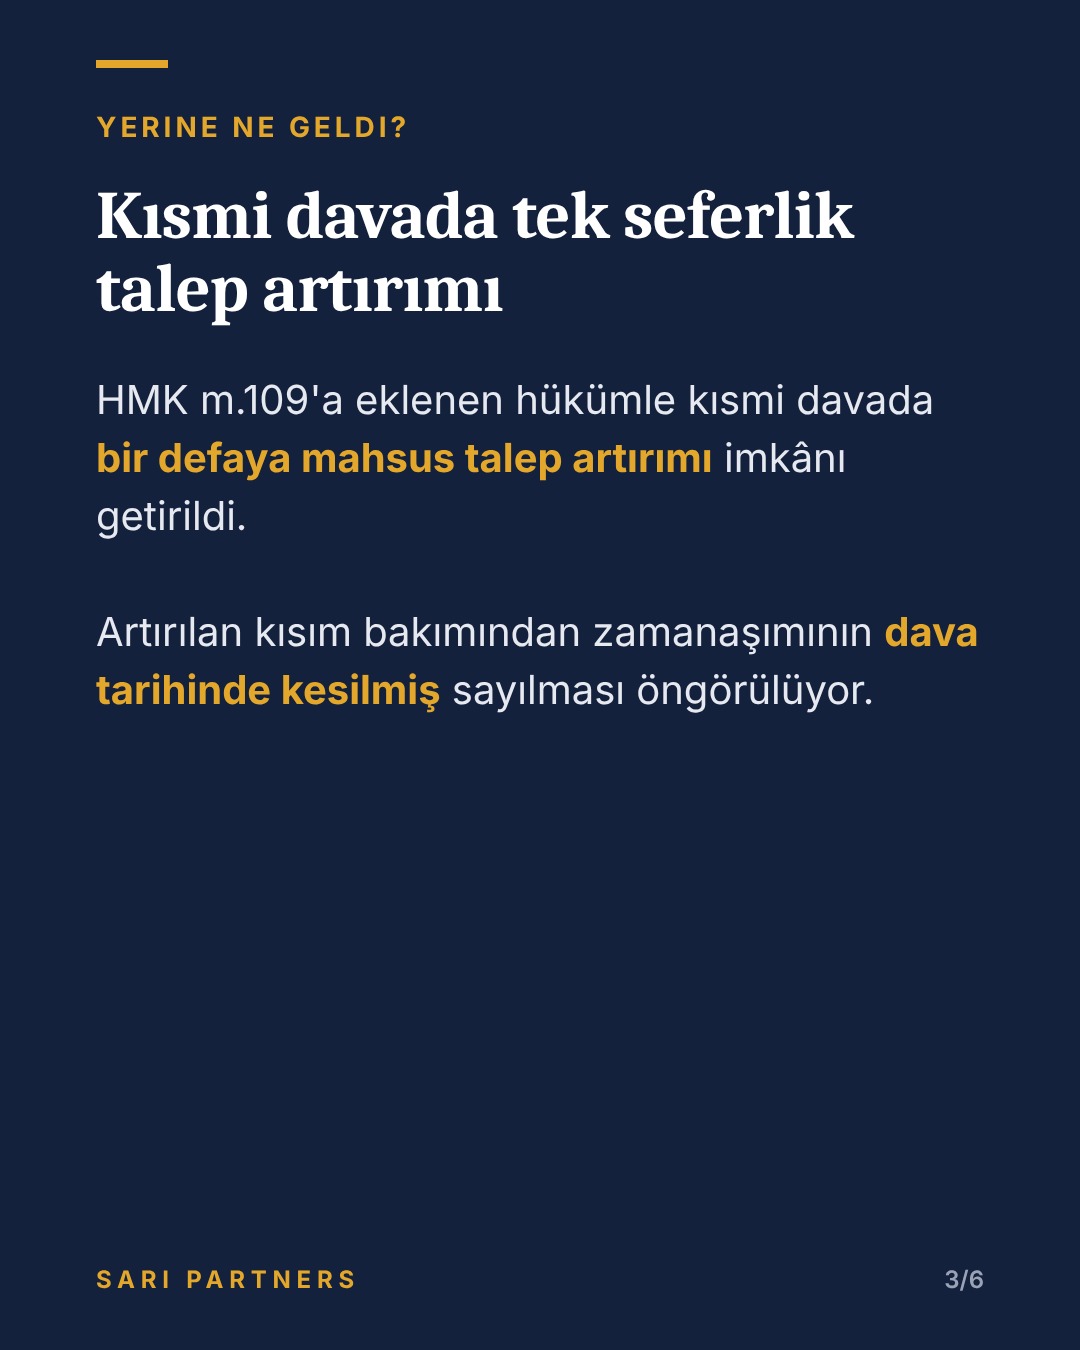 YERINE NE GELDI?
Kısmi davada tek seferlik
talep artırımı
HMK m.109'a eklenen hükümle kısmi davada
bir defaya mahsus talep artırımı imkânı
getirildi.
Artırılan kısım bakımından zamanaşımının dava
tarihinde kesilmiş sayılması öngörülüyor.
SARI PARTNERS
3/6